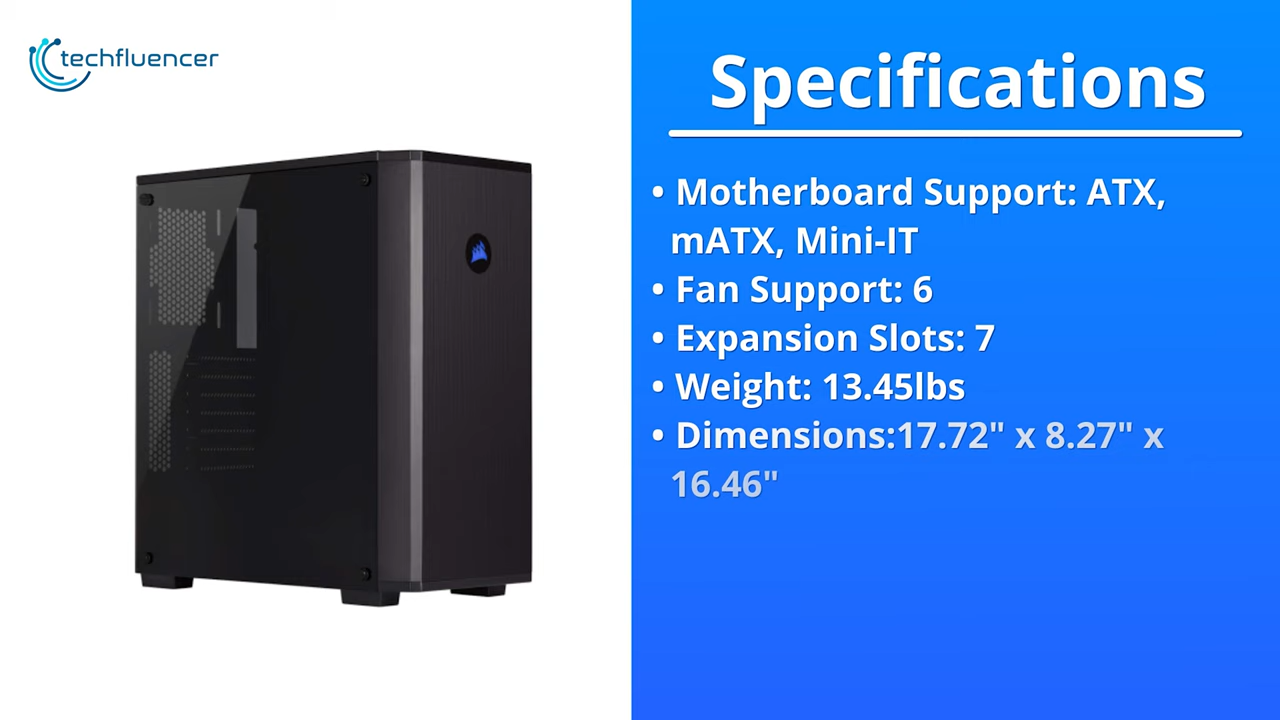 techfluencer
Specifications
• Motherboard Support: ATX,
mATX, Mini-IT
• Fan Support: 6
• Expansion Slots: 7
• Weight: 13.45lbs
• Dimensions:17.72" x 8.27" x
16.46"